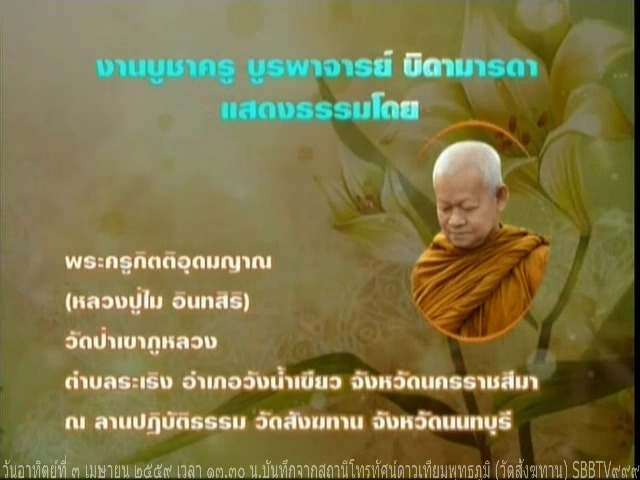 งานบูชาครู บูรพาจารย์ บิดามารดา
แสดงธรรมโดย
พระครูกิตติอุดมญาณ
(หลวงปู่ไม อินทสิริ)
วัดป่าเขาภูหลวง
ตำบลระเริง อำเภอวังน้ำเขียว จังหวัดนครราชสีมา
ณ ลานปฏิบัติธรรม วัดสังฆทาน จังหวัดนนทบุรี
วันอาทิตย์ที่ ๓ เมษายน ๒๕๕๙ เวลา ๑๓.๓๐ น.บันทึกจากสถานีโทรทัศน์ดาวเทียมพุทธภูมิ (วัดสังฆทาน) SBBTV๙๙๙